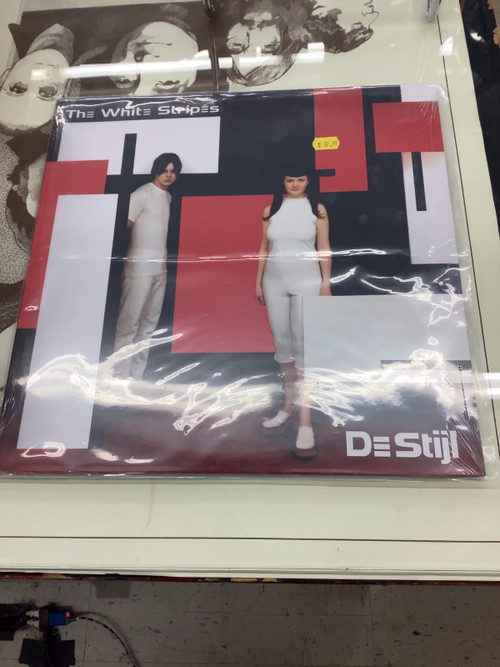 The White Stripes
De Stijl